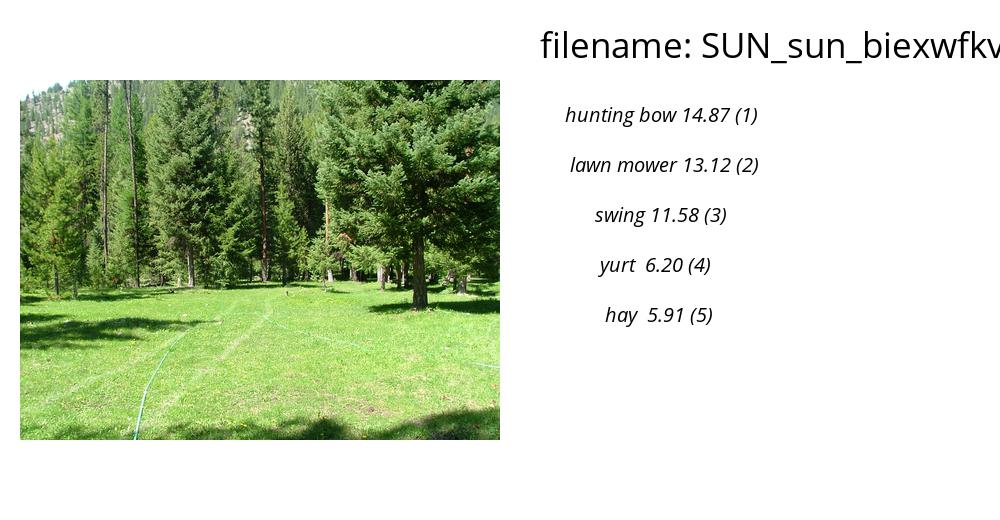 filename: SUN_sun_biexwfkv
hunting bow 14.87 (1)
lawn mower 13.12 (2)
swing 11.58 (3)
yurt 6.20 (4)
hay 5.91 (5)